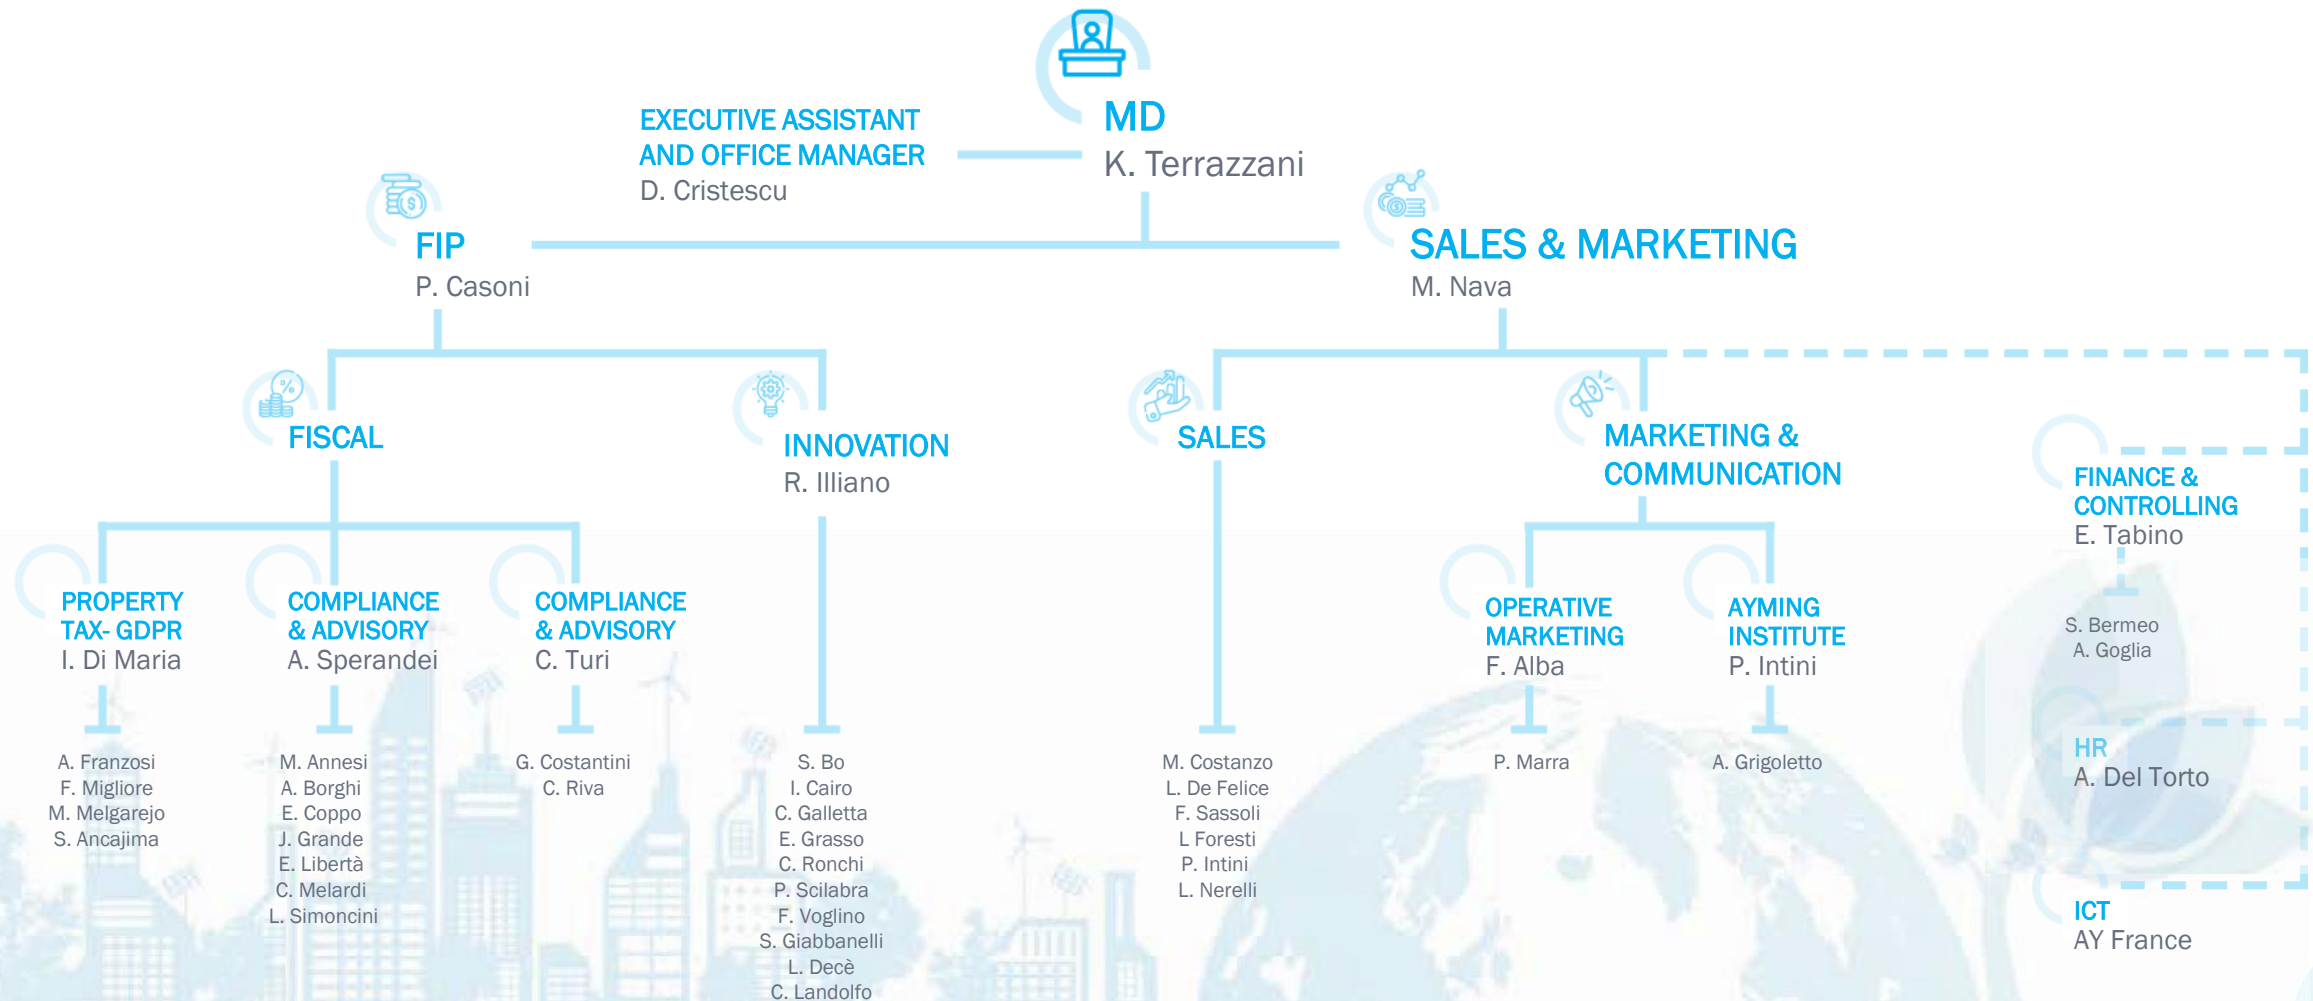 MD
K. Terrazzani
EXECUTIVE ASSISTANT
AND OFFICE MANAGER
D. Cristescu
FIP
P. Casoni
SALES & MARKETING
M. Nava
FISCAL
INNOVATION
R. Illiano
SALES
MARKETING &
COMMUNICATION
FINANCE &
CONTROLLING
E. Tabino
S. Bermeo
A. Goglia
PROPERTY
TAX- GDPR
I. Di Maria
COMPLIANCE
& ADVISORY
A. Sperandei
COMPLIANCE
& ADVISORY
C. Turi
OPERATIVE
MARKETING
F. Alba
AYMING
INSTITUTE
P. Intini
A. Franzosi
F. Migliore
M. Melgarejo
S. Ancajima
M. Annesi
A. Borghi
E. Coppo
J. Grande
E. Libertà
C. Melardi
L. Simoncini
G. Costantini
C. Riva
S. Bo
I. Cairo
C. Galletta
E. Grasso
C. Ronchi
P. Scilabra
F. Voglino
S. Giabbanelli
L. Decè
C. Landolfo
M. Costanzo
L. De Felice
F. Sassoli
L Foresti
P. Intini
L. Nerelli
P. Marra
A. Grigoletto
HR
A. Del Torto
ICT
AY France